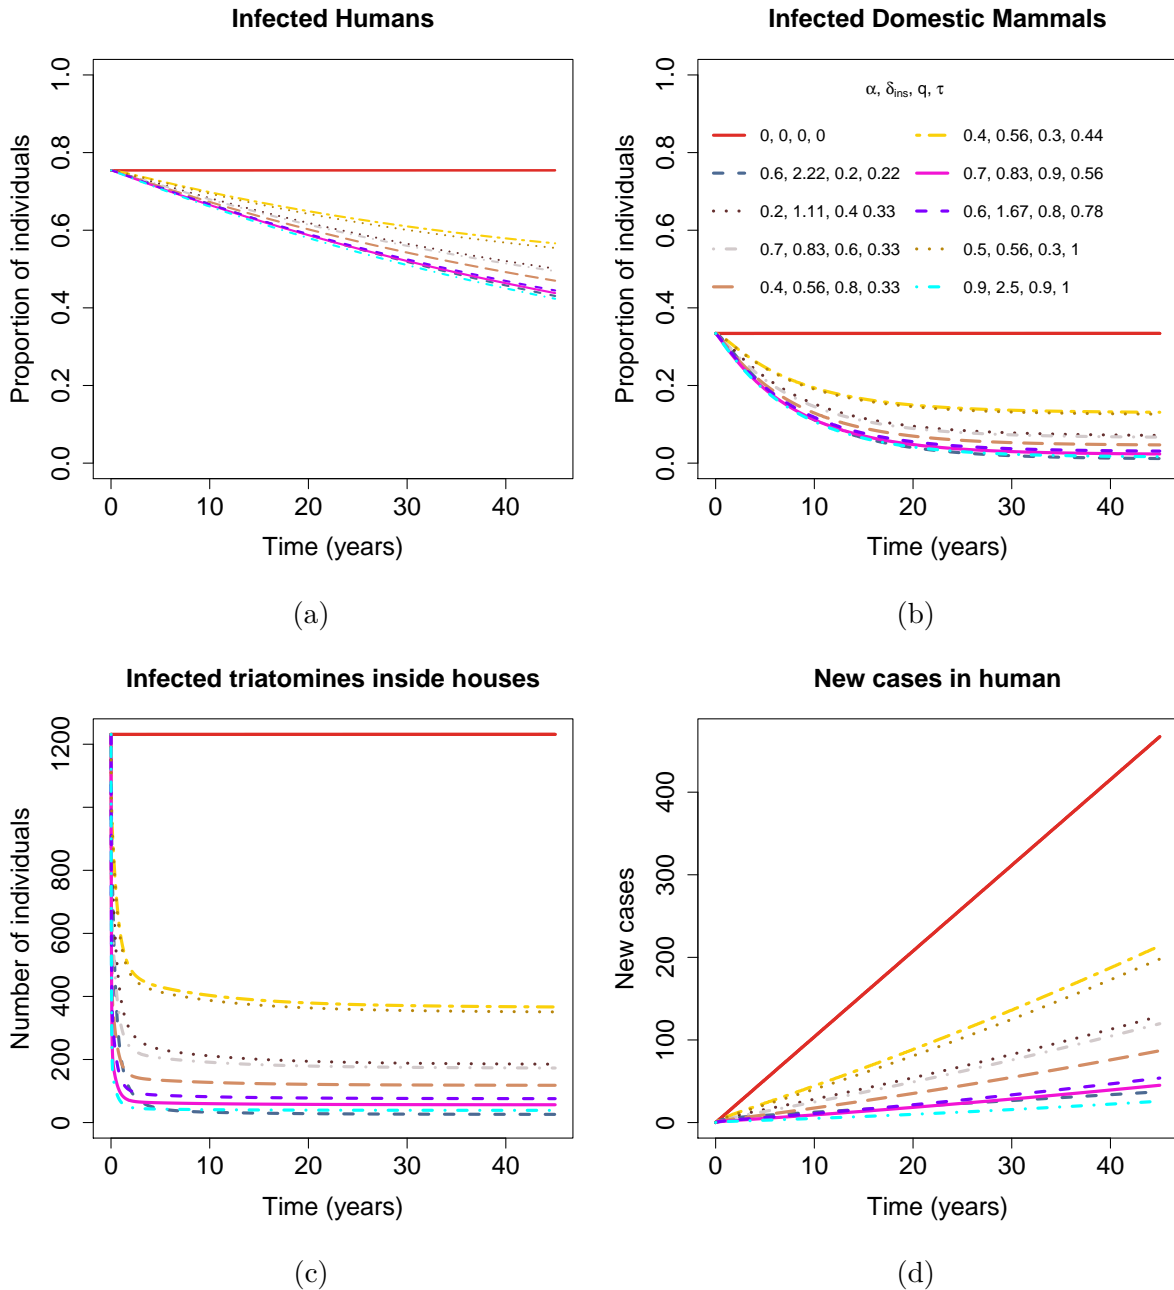 Infected Humans
Proportion of individuals
0.0 0.2 0.4 0.6 0.8 1.0
0 10 20 30 40
Time (years)
(a)
Infected Domestic Mammals
Proportion of individuals
0.0 0.2 0.4 0.6 0.8 1.0
α, δins, q, τ
0, 0, 0, 0
0.6, 2.22, 0.2, 0.22
0.2, 1.11, 0.4 0.33
0.7, 0.83, 0.6, 0.33
0.4, 0.56, 0.8, 0.33
0.4, 0.56, 0.3, 0.44
0.7, 0.83, 0.9, 0.56
0.6, 1.67, 0.8, 0.78
0.5, 0.56, 0.3, 1
0.9, 2.5, 0.9, 1
0 10 20 30 40
Time (years)
(b)
Infected triatomines inside houses
Number of individuals
0 200 400 600 800 1200
0 10 20 30 40
Time (years)
(c)
New cases in human
New cases
0 100 200 300 400
0 10 20 30 40
Time (years)
(d)